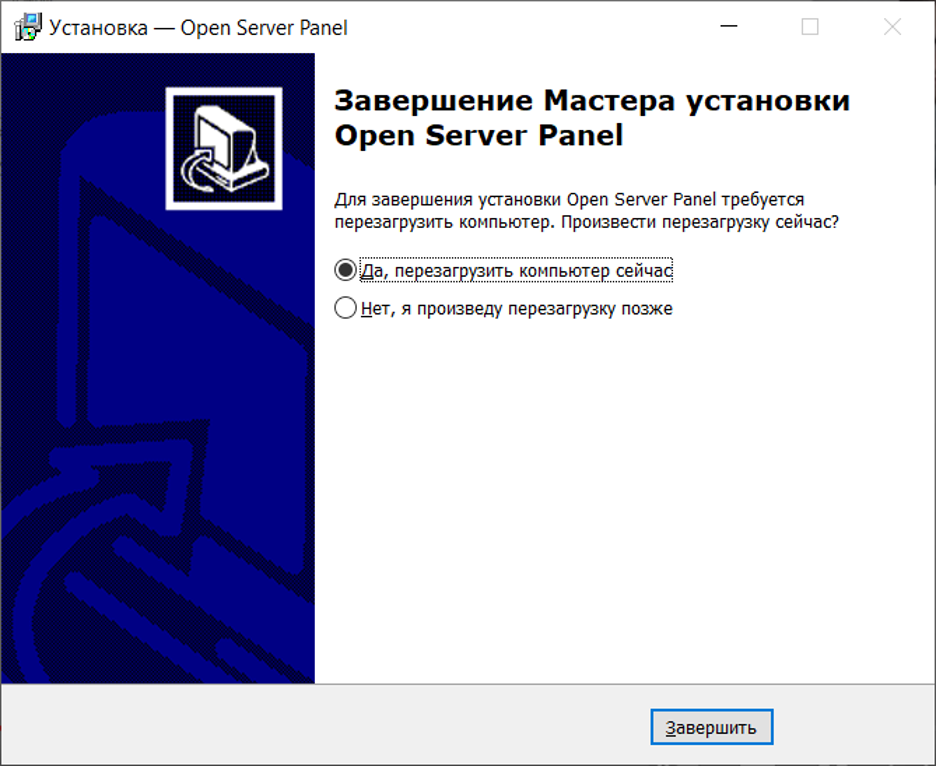 Установка — Open Server Panel
Завершение Мастера установки
Open Server Panel
Для завершения установки Open Server Panel требуется
перезагрузить компьютер. Произвести перезагрузку сейчас?
Да, перезагрузить компьютер сейчас
Нет, я произведу перезагрузку позже
Завершить